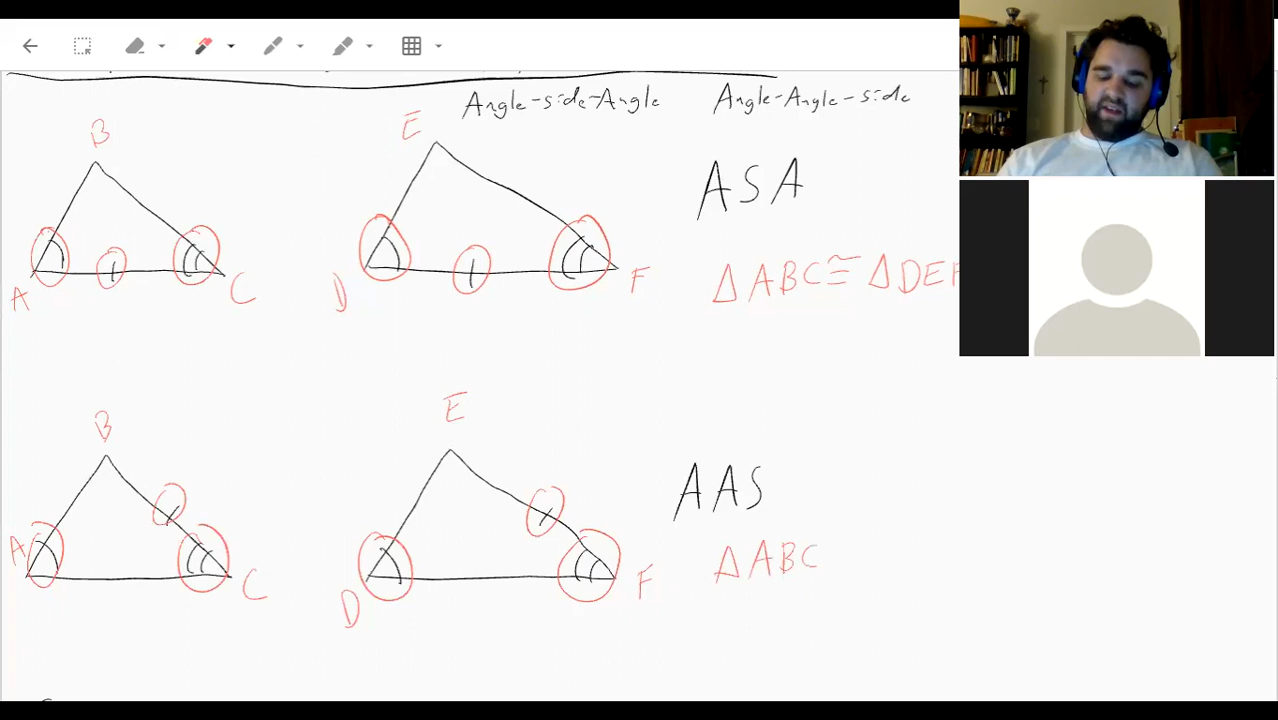 Angle-side-Angle Angle-Angle-side
B E
ASA
A C D F
△ABC≅△DEF
B E
AAS
A C D F
△ABC